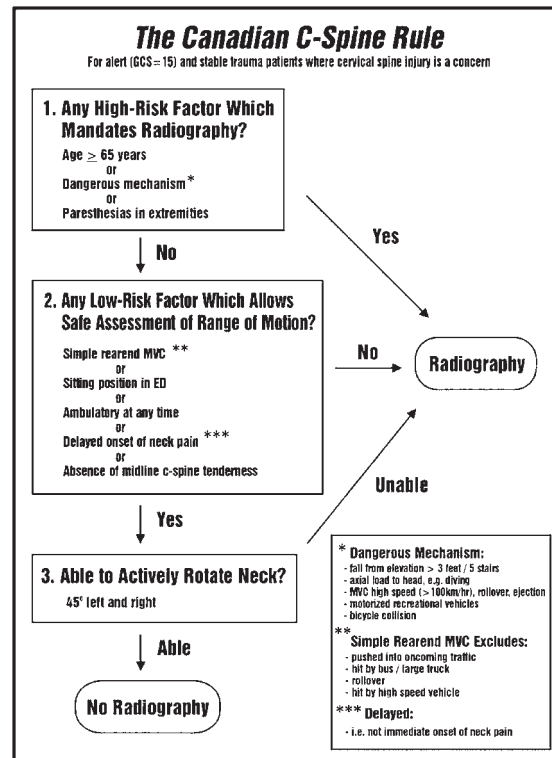 The Canadian C-Spine Rule
For alert (GCS=15) and stable trauma patients where cervical spine injury is a concern
1. Any High-Risk Factor Which
Mandates Radiography?
Age ≥ 65 years
or
Dangerous mechanism*
or
Paresthesias in extremities
Yes
No
2. Any Low-Risk Factor Which Allows
Safe Assessment of Range of Motion?
Simple rearend MVC **
or
Sitting position in ED
or
Ambulatory at any time
or
Delayed onset of neck pain ***
or
Absence of midline c-spine tenderness
No
Radiography
Unable
Yes
3. Able to Actively Rotate Neck?
45° left and right
Able
No Radiography
* Dangerous Mechanism:
- fall from elevation > 3 feet / 5 stairs
- axial load to head, e.g. diving
- MVC high speed (>100km/hr), rollover, ejection
- motorized recreational vehicles
- bicycle collision
**
Simple Rearend MVC Excludes:
- pushed into oncoming traffic
- hit by bus / large truck
- rollover
- hit by high speed vehicle
*** Delayed:
- i.e. not immediate onset of neck pain